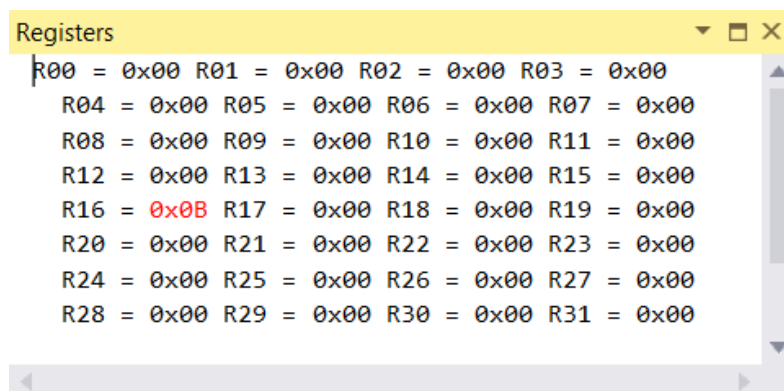 Registers
R00 = 0x00 R01 = 0x00 R02 = 0x00 R03 = 0x00
R04 = 0x00 R05 = 0x00 R06 = 0x00 R07 = 0x00
R08 = 0x00 R09 = 0x00 R10 = 0x00 R11 = 0x00
R12 = 0x00 R13 = 0x00 R14 = 0x00 R15 = 0x00
R16 = 0x0B R17 = 0x00 R18 = 0x00 R19 = 0x00
R20 = 0x00 R21 = 0x00 R22 = 0x00 R23 = 0x00
R24 = 0x00 R25 = 0x00 R26 = 0x00 R27 = 0x00
R28 = 0x00 R29 = 0x00 R30 = 0x00 R31 = 0x00